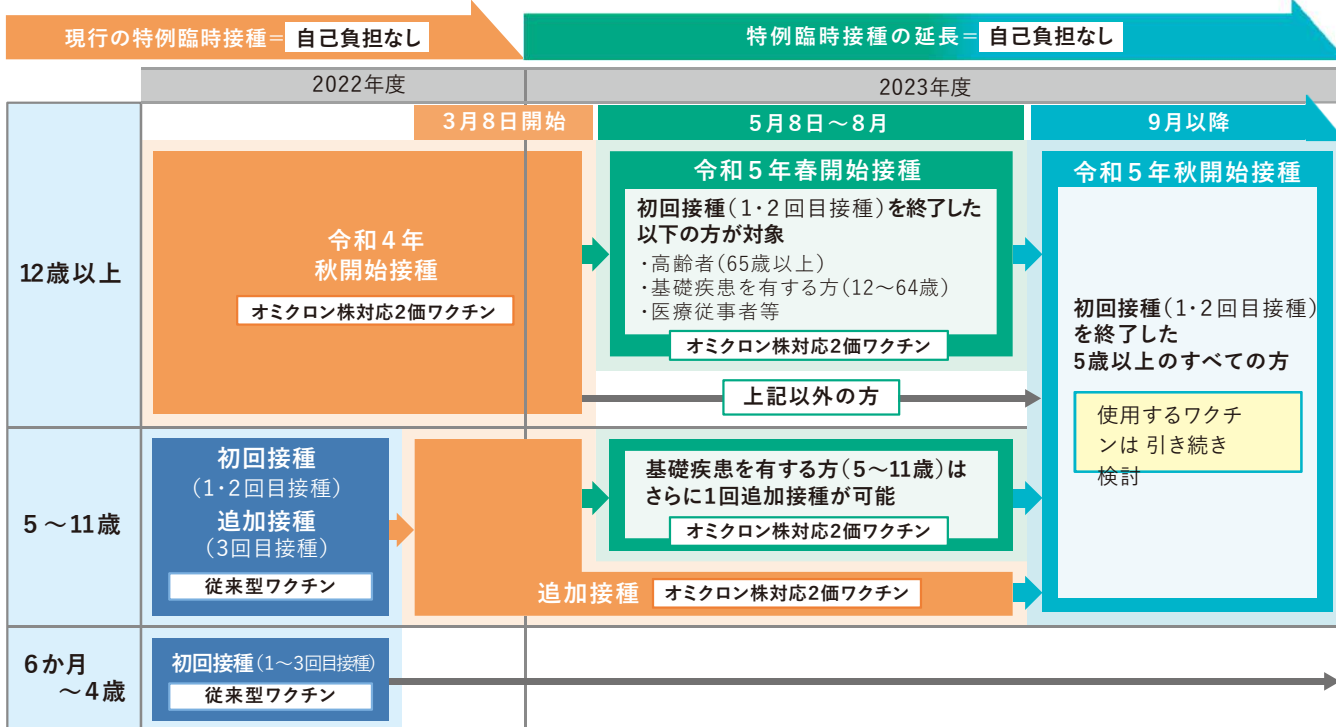 現行の特例臨時接種＝ 自己負担なし
特例臨時接種の延長＝ 自己負担なし
2022年度
2023年度
3月8日開始
5月8日～8月
9月以降
12歳以上
令和4年
秋開始接種
オミクロン株対応2価ワクチン
令和5年春開始接種
初回接種(1・2回目接種)を終了した
以下の方が対象
・高齢者(65歳以上)
・基礎疾患を有する方(12～64歳)
・医療従事者等
オミクロン株対応2価ワクチン
上記以外の方
令和5年秋開始接種
初回接種(1・2回目接種)
を終了した
5歳以上のすべての方
使用するワクチ
ンは 引き続き
検討
5～11歳
初回接種
(1・2回目接種)
追加接種
(3回目接種)
従来型ワクチン
基礎疾患を有する方(5～11歳)は
さらに1回追加接種が可能
オミクロン株対応2価ワクチン
追加接種 オミクロン株対応2価ワクチン
6か月
～4歳
初回接種(1～3回目接種)
従来型ワクチン